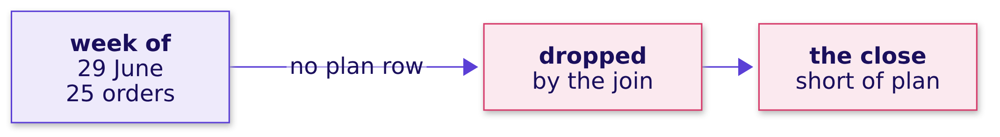 week of
29 June
25 orders
no plan row
dropped
by the join
the close
short of plan